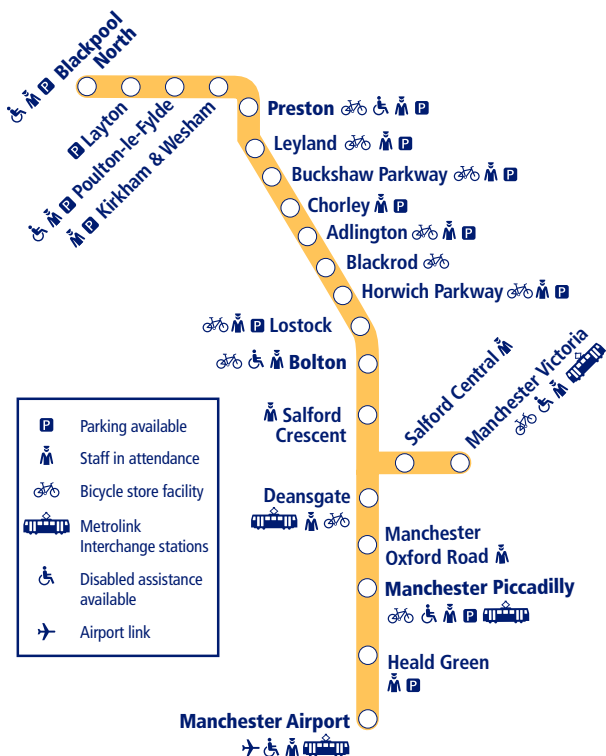 Blackpool
North
Layton
Poulton-le-Fylde
Kirkham & Wesham
Preston
Leyland
Buckshaw Parkway
Chorley
Adlington
Blackrod
Horwich Parkway
Lostock
Bolton
Salford
Crescent
Salford Central
Manchester Victoria
Deansgate
Manchester
Oxford Road
Manchester Piccadilly
Heald Green
Manchester Airport
P Parking available
Staff in attendance
Bicycle store facility
Metrolink
Interchange stations
Disabled assistance
available
Airport link